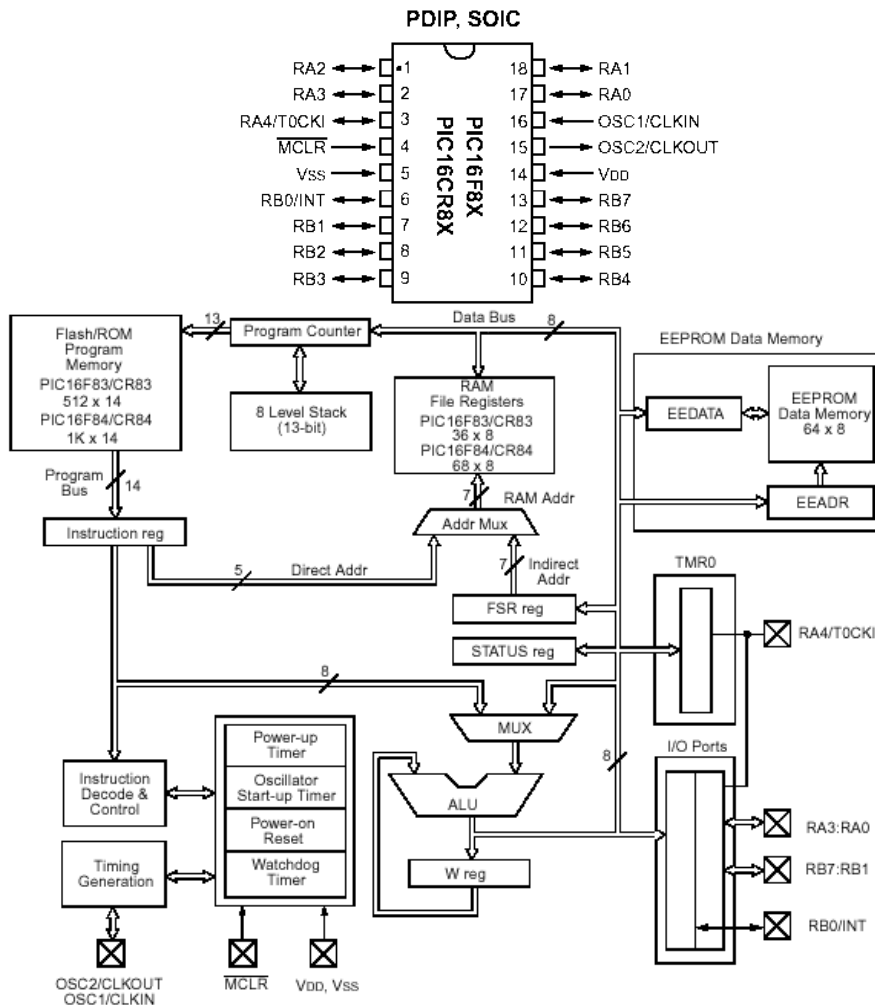 PDIP, SOIC
RA2
RA3
RA4/T0CKI
MCLR
VSS
RB0/INT
RB1
RB2
RB3
1
2
3
4
5
6
7
8
9
PIC16F8X
PIC16CR8X
18
17
16
15
14
13
12
11
10
RA1
RA0
OSC1/CLKIN
OSC2/CLKOUT
VDD
RB7
RB6
RB5
RB4
Flash/ROM
Program
Memory
PIC16F83/CR83
512 x 14
PIC16F84/CR84
1K x 14
13
Program Counter
8 Level Stack
(13-bit)
Data Bus
8
RAM
File Registers
PIC16F83/CR83
36 x 8
PIC16F84/CR84
68 x 8
EEPROM Data Memory
EEDATA
EEPROM
Data Memory
64 x 8
EEADR
Program
Bus
14
Instruction reg
7
RAM Addr
Addr Mux
5
Direct Addr
7
Indirect
Addr
FSR reg
STATUS reg
TMR0
RA4/T0CKI
8
MUX
8
Power-up
Timer
Oscillator
Start-up Timer
Power-on
Reset
Watchdog
Timer
Instruction
Decode &
Control
Timing
Generation
ALU
W reg
I/O Ports
RA3:RA0
RB7:RB1
RB0/INT
OSC2/CLKOUT
OSC1/CLKIN
MCLR
VDD, VSS